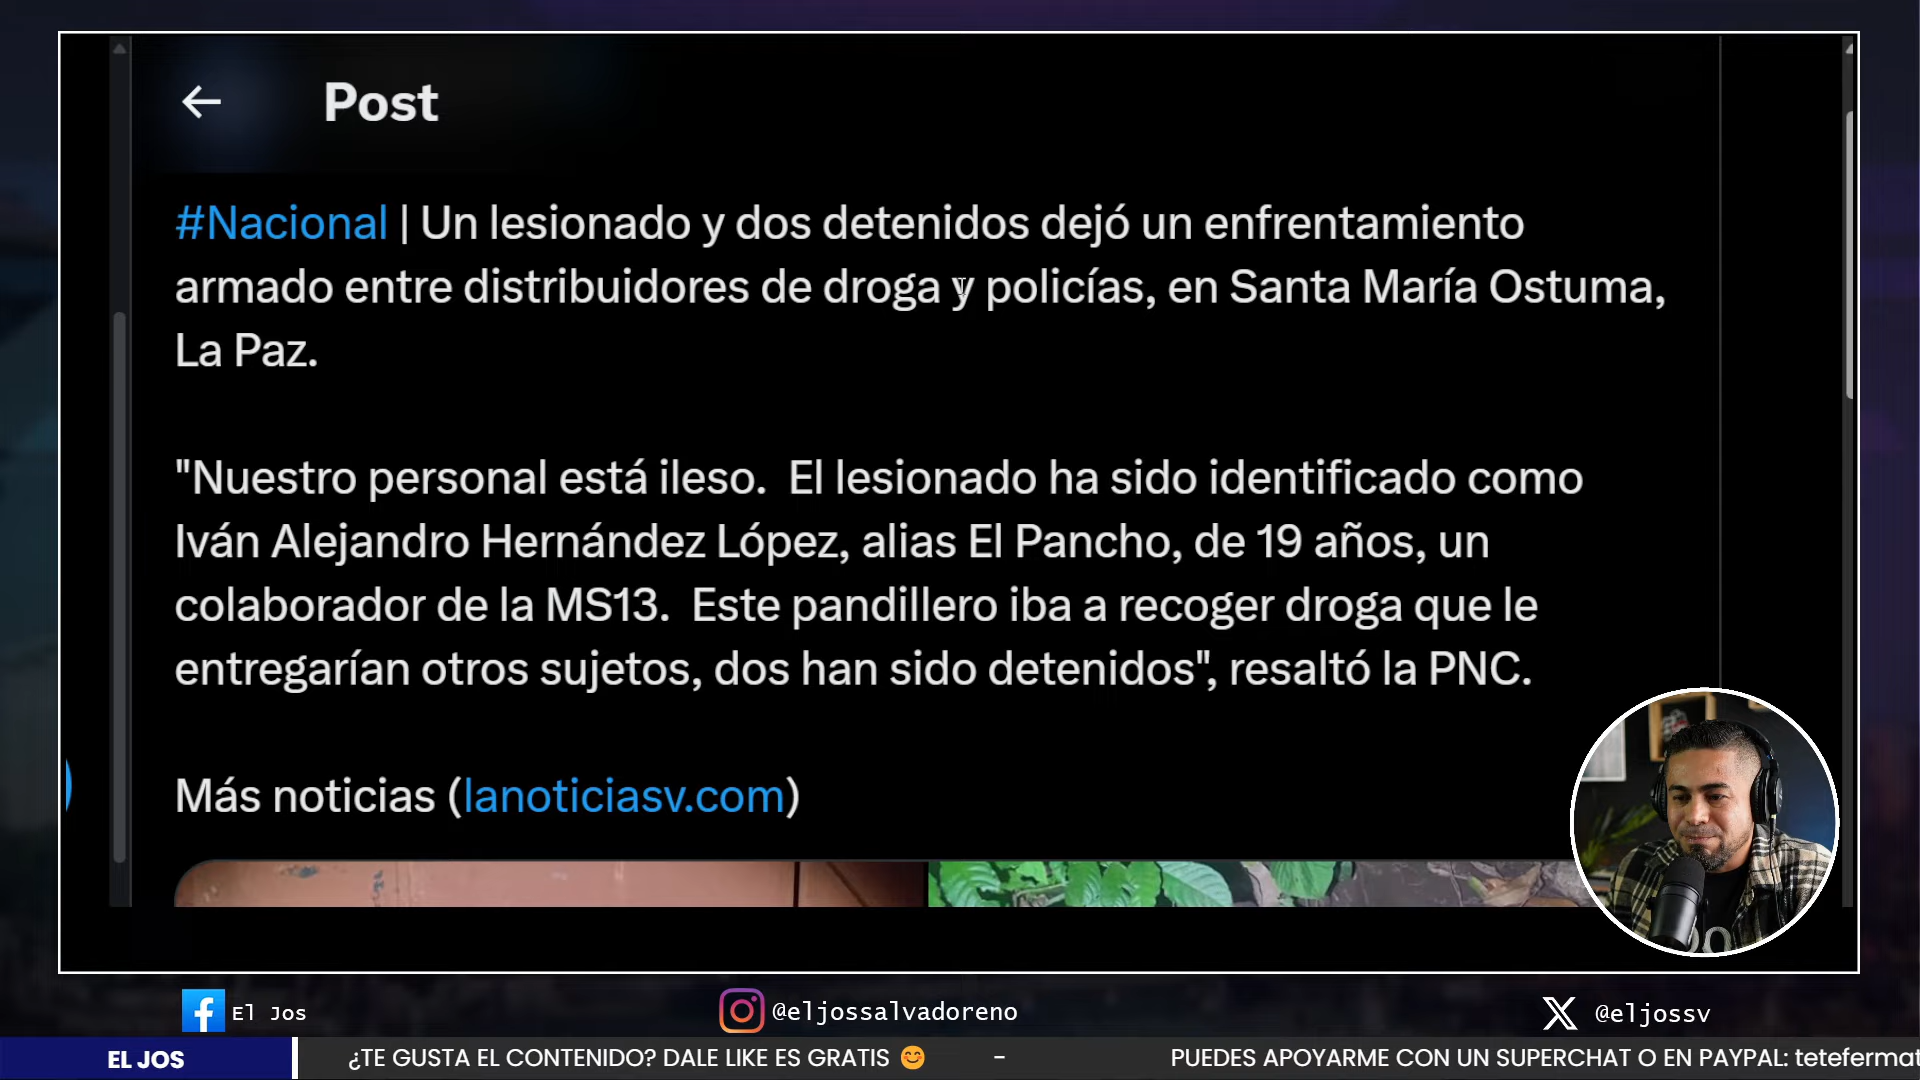 Post
#Nacional | Un lesionado y dos detenidos dejó un enfrentamiento
armado entre distribuidores de droga y policías, en Santa María Ostuma,
La Paz.
"Nuestro personal está ileso.  El lesionado ha sido identificado como
Iván Alejandro Hernández López, alias El Pancho, de 19 años, un
colaborador de la MS13.  Este pandillero iba a recoger droga que le
entregarían otros sujetos, dos han sido detenidos", resaltó la PNC.
Más noticias (lanoticiasv.com)
El Jos
@eljossalvadoreno
@eljossv
EL JOS
¿TE GUSTA EL CONTENIDO? DALE LIKE ES GRATIS 😊 - PUEDES APOYARME CON UN SUPERCHAT O EN PAYPAL: tetefermat